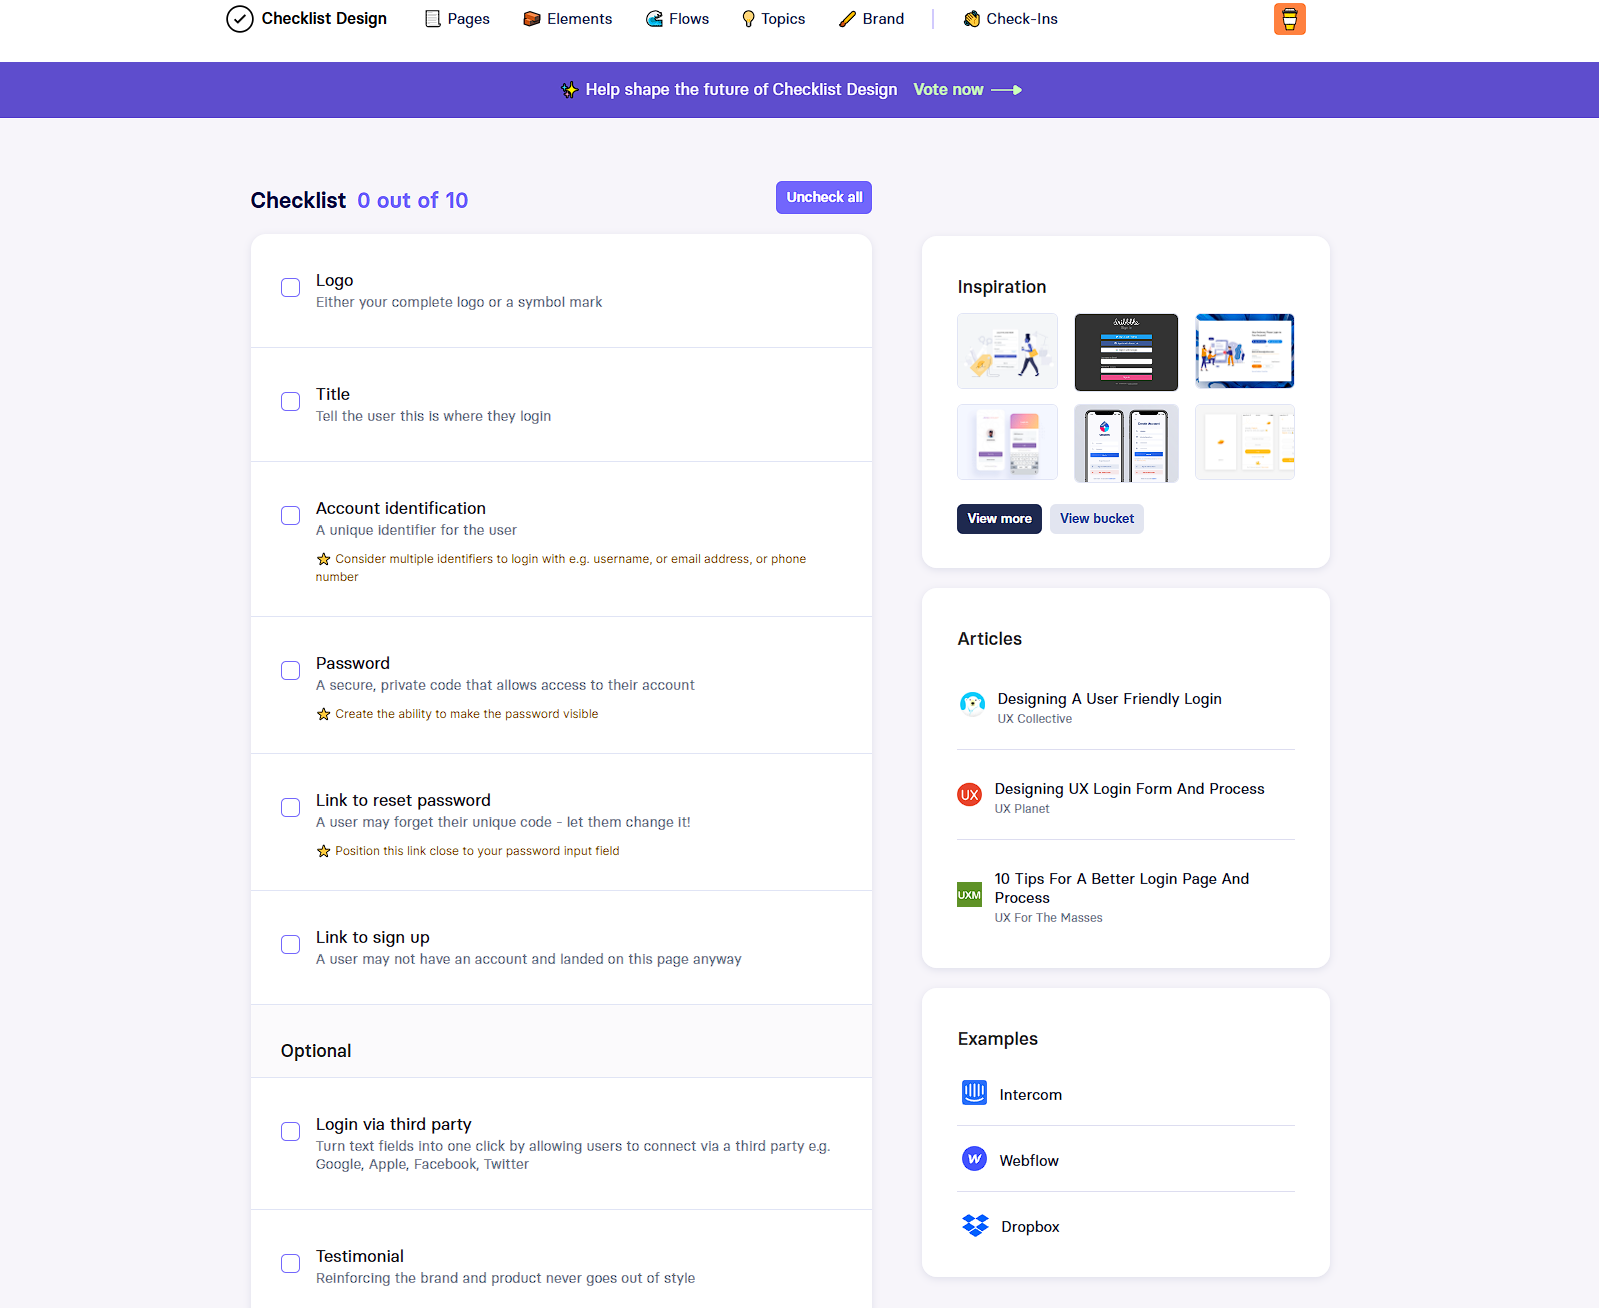 Checklist Design
Pages
Elements
Flows
Topics
Brand
Check-Ins
Help shape the future of Checklist Design Vote now
Checklist 0 out of 10
Uncheck all
Logo
Either your complete logo or a symbol mark
Title
Tell the user this is where they login
Account identification
A unique identifier for the user
Consider multiple identifiers to login with e.g. username, or email address, or phone
number
Password
A secure, private code that allows access to their account
Create the ability to make the password visible
Link to reset password
A user may forget their unique code - let them change it!
Position this link close to your password input field
Link to sign up
A user may not have an account and landed on this page anyway
Optional
Login via third party
Turn text fields into one click by allowing users to connect via a third party e.g.
Google, Apple, Facebook, Twitter
Testimonial
Reinforcing the brand and product never goes out of style
Inspiration
dribbble
Create Account
View more
View bucket
Articles
Designing A User Friendly Login
UX Collective
UX
Designing UX Login Form And Process
UX Planet
UXM
10 Tips For A Better Login Page And
Process
UX For The Masses
Examples
Intercom
Webflow
Dropbox